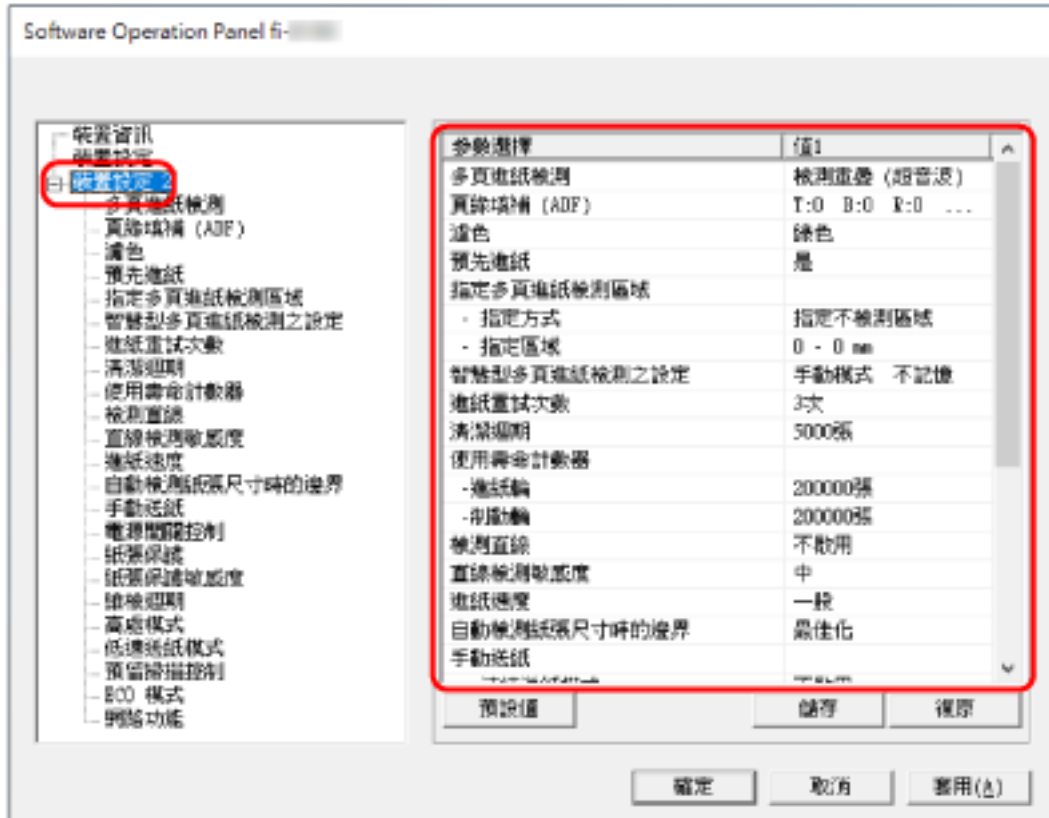 Software Operation Panel fi-
裝置資訊
裝置設定
裝置設定 2
多頁進紙檢測
頁緣填補 (ADF)
濾色
預先進紙
指定多頁進紙檢測區域
智慧型多頁進紙檢測之設定
進紙重試次數
清潔週期
使用壽命計數器
檢測直線
直線檢測敏感度
進紙速度
自動檢測紙張尺寸時的邊界
手動送紙
電源開關控制
紙張保護
紙張保護敏感度
維檢週期
高處模式
低速送紙模式
預留掃描控制
ECO 模式
網路功能
參數選擇 值1
多頁進紙檢測 檢測重疊 (超音波)
頁緣填補 (ADF) T:0 B:0 R:0 ...
濾色 綠色
預先進紙 是
指定多頁進紙檢測區域
- 指定方式 指定不檢測區域
- 指定區域 0 - 0 mm
智慧型多頁進紙檢測之設定 手動模式 不記憶
進紙重試次數 3次
清潔週期 5000張
使用壽命計數器
-進紙輪 200000張
-制動輪 200000張
檢測直線 不啟用
直線檢測敏感度 中
進紙速度 一般
自動檢測紙張尺寸時的邊界 最佳化
手動送紙
預設值 儲存 復原
確定 取消 套用(A)